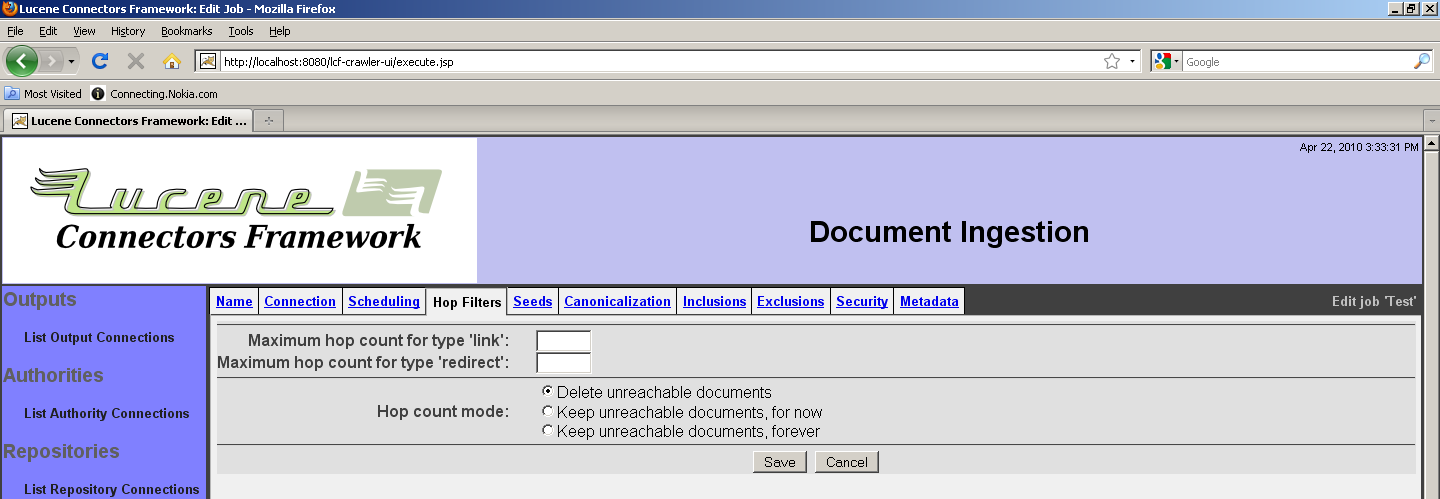 Lucene Connectors Framework: Edit Job - Mozilla Firefox
File Edit View History Bookmarks Tools Help
http://localhost:8080/lcf-crawler-ui/execute.jsp
Google
Most Visited Connecting.Nokia.com
Lucene Connectors Framework: Edit ...
Apr 22, 2010 3:33:31 PM
Lucene
Connectors Framework
Document Ingestion
Outputs
List Output Connections
Authorities
List Authority Connections
Repositories
List Repository Connections
Name Connection Scheduling Hop Filters Seeds Canonicalization Inclusions Exclusions Security Metadata Edit job 'Test'
Maximum hop count for type 'link':
Maximum hop count for type 'redirect':
Hop count mode:
Delete unreachable documents
Keep unreachable documents, for now
Keep unreachable documents, forever
Save Cancel